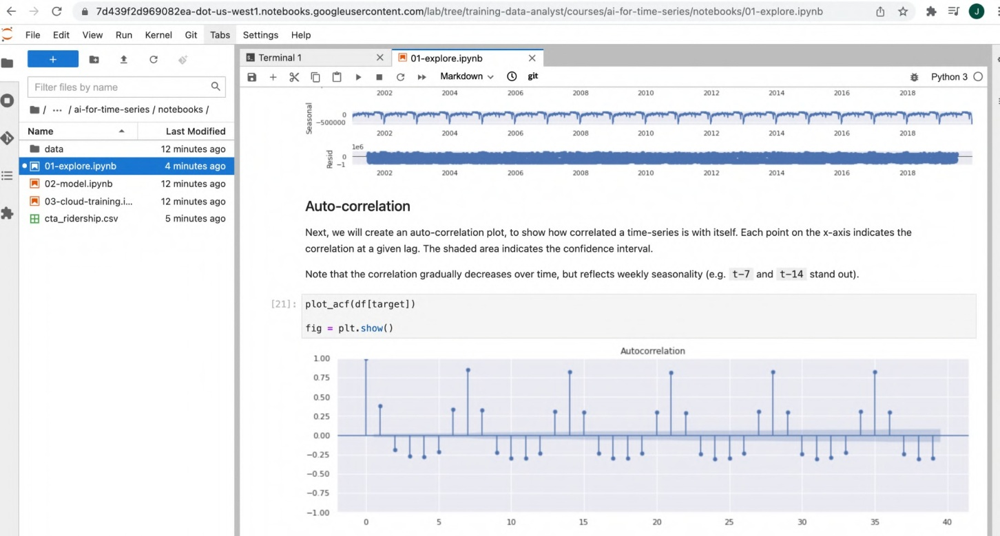 7d439f2d969082ea-dot-us-west1.notebooks.googleusercontent.com/lab/tree/training-data-analyst/courses/ai-for-time-series/notebooks/01-explore.ipynb
J
File Edit View Run Kernel Git Tabs Settings Help
+
Filter files by name
/ ... / ai-for-time-series / notebooks /
Name Last Modified
data 12 minutes ago
01-explore.ipynb 4 minutes ago
02-model.ipynb 12 minutes ago
03-cloud-training.i... 12 minutes ago
cta_ridership.csv 5 minutes ago
Terminal 1
01-explore.ipynb
Markdown
git
Python 3
2002 2004 2006 2008 2010 2012 2014 2016 2018
Seasonal
0
−500000
2002 2004 2006 2008 2010 2012 2014 2016 2018
Resid
1e6
0
−1
2002 2004 2006 2008 2010 2012 2014 2016 2018
Auto-correlation
Next, we will create an auto-correlation plot, to show how correlated a time-series is with itself. Each point on the x-axis indicates the
correlation at a given lag. The shaded area indicates the confidence interval.
Note that the correlation gradually decreases over time, but reflects weekly seasonality (e.g. t-7 and t-14 stand out).
[21]: plot_acf(df[target])
fig = plt.show()
Autocorrelation
1.00
0.75
0.50
0.25
0.00
−0.25
−0.50
−0.75
−1.00
0 5 10 15 20 25 30 35 40